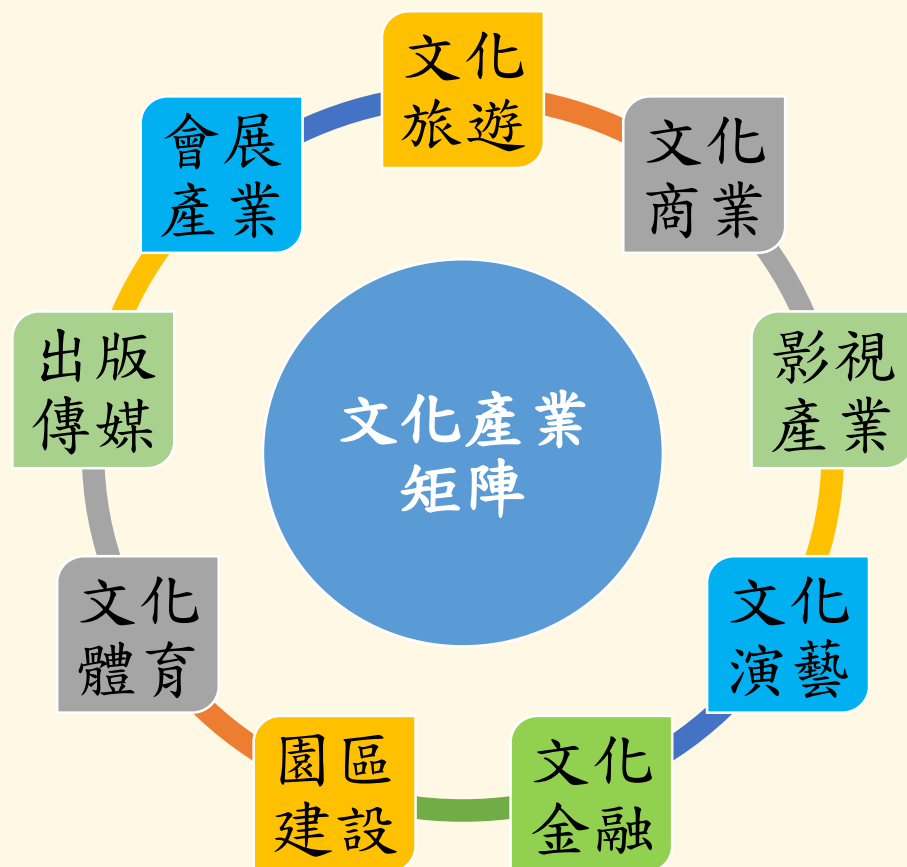 文化
旅遊
文化
商業
影視
產業
文化
演藝
文化
金融
園區
建設
文化
體育
出版
傳媒
會展
產業
文化產業
矩陣